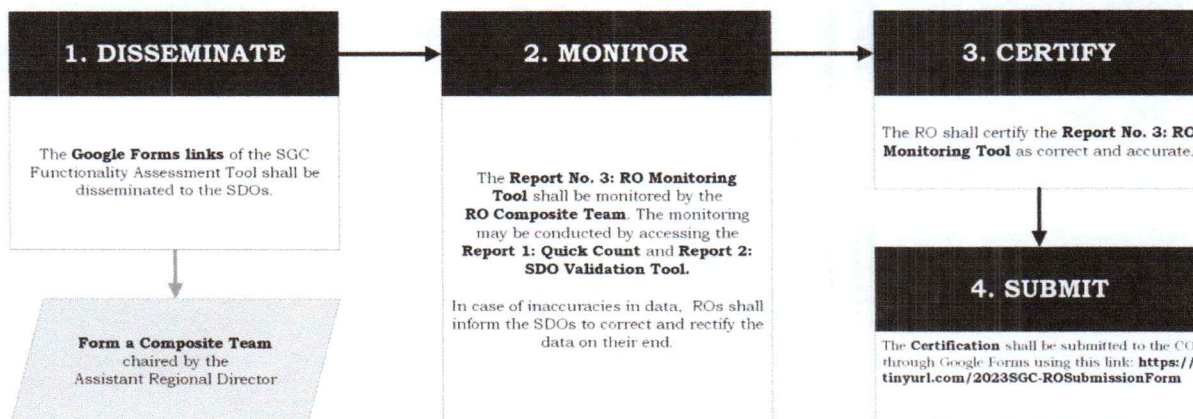 1. DISSEMINATE
The Google Forms links of the SGC
Functionality Assessment Tool shall be
disseminated to the SDOs.
Form a Composite Team
chaired by the
Assistant Regional Director
2. MONITOR
The Report No. 3: RO Monitoring
Tool shall be monitored by the
RO Composite Team. The monitoring
may be conducted by accessing the
Report 1: Quick Count and Report 2:
SDO Validation Tool.
In case of inaccuracies in data, ROs shall
inform the SDOs to correct and rectify the
data on their end.
3. CERTIFY
The RO shall certify the Report No. 3: RO
Monitoring Tool as correct and accurate.
4. SUBMIT
The Certification shall be submitted to the CO
through Google Forms using this link: https://
tinyurl.com/2023SGC-ROSubmissionForm